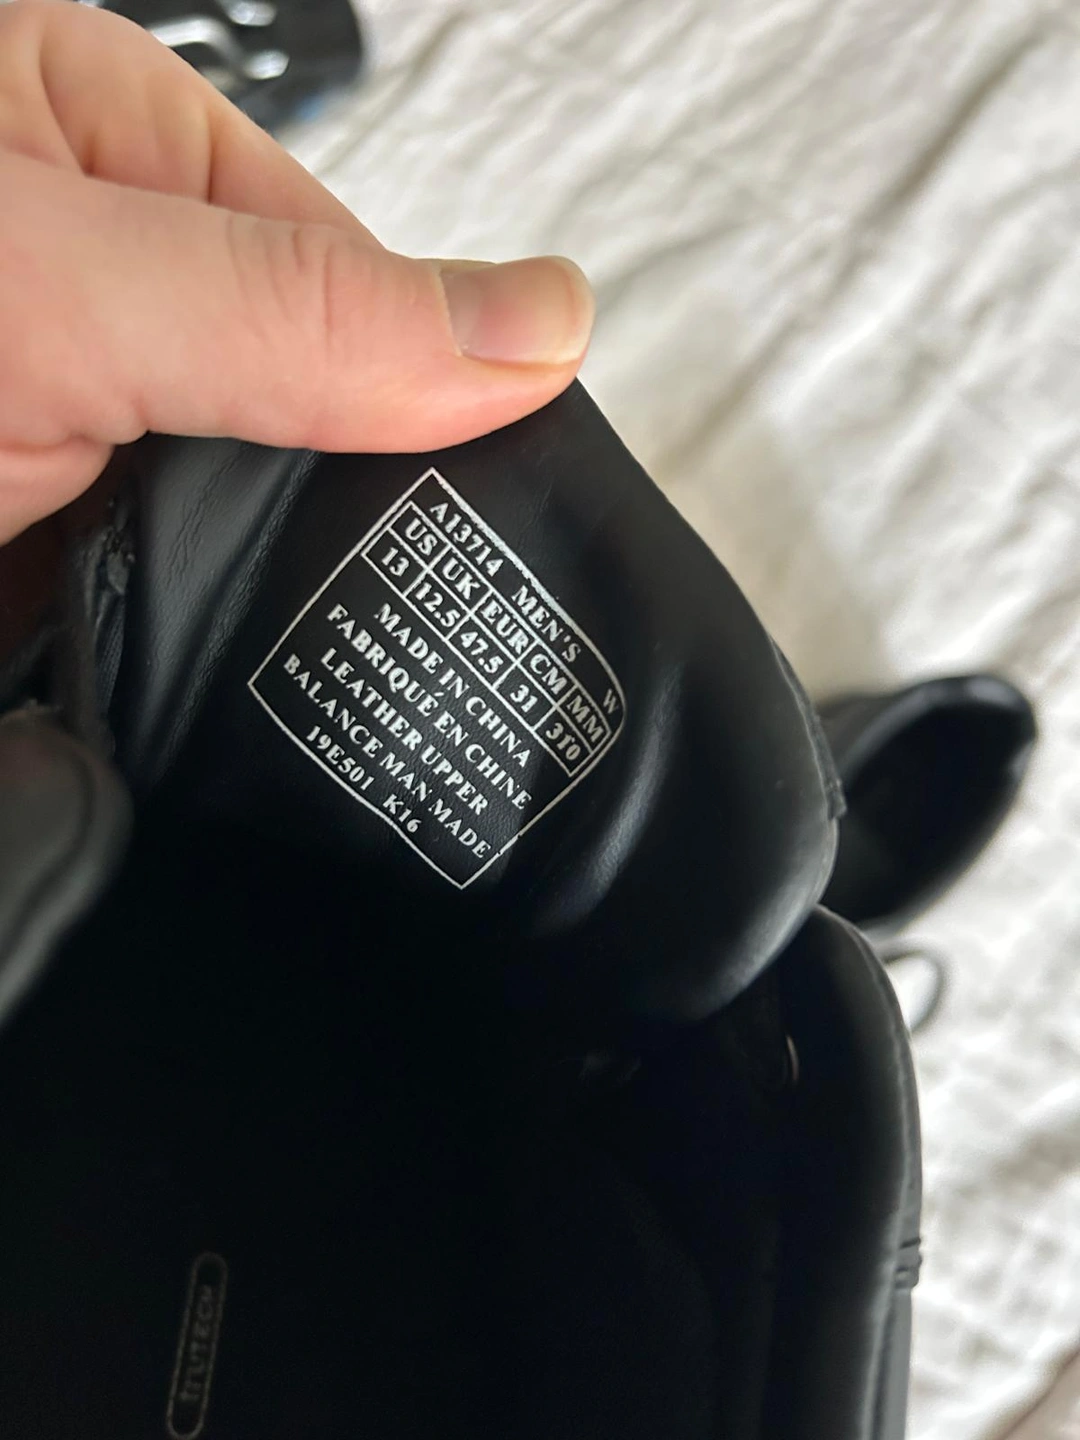 A13714 MEN'S W
US UK EUR CM MM
13 12.5 47.5 31 310
MADE IN CHINA
FABRIQUÉ EN CHINE
LEATHER UPPER
BALANCE MAN MADE
19E501 K16
truTECH